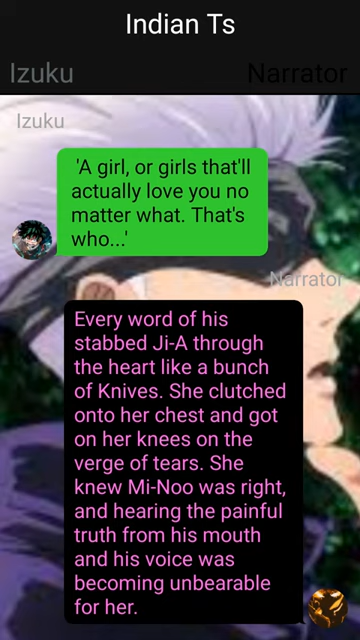 Indian Ts
Izuku
Narrator
Izuku
'A girl, or girls that'll
actually love you no
matter what. That's
who...'
Narrator
Every word of his
stabbed Ji-A through
the heart like a bunch
of Knives. She clutched
onto her chest and got
on her knees on the
verge of tears. She
knew Mi-Noo was right,
and hearing the painful
truth from his mouth
and his voice was
becoming unbearable
for her.